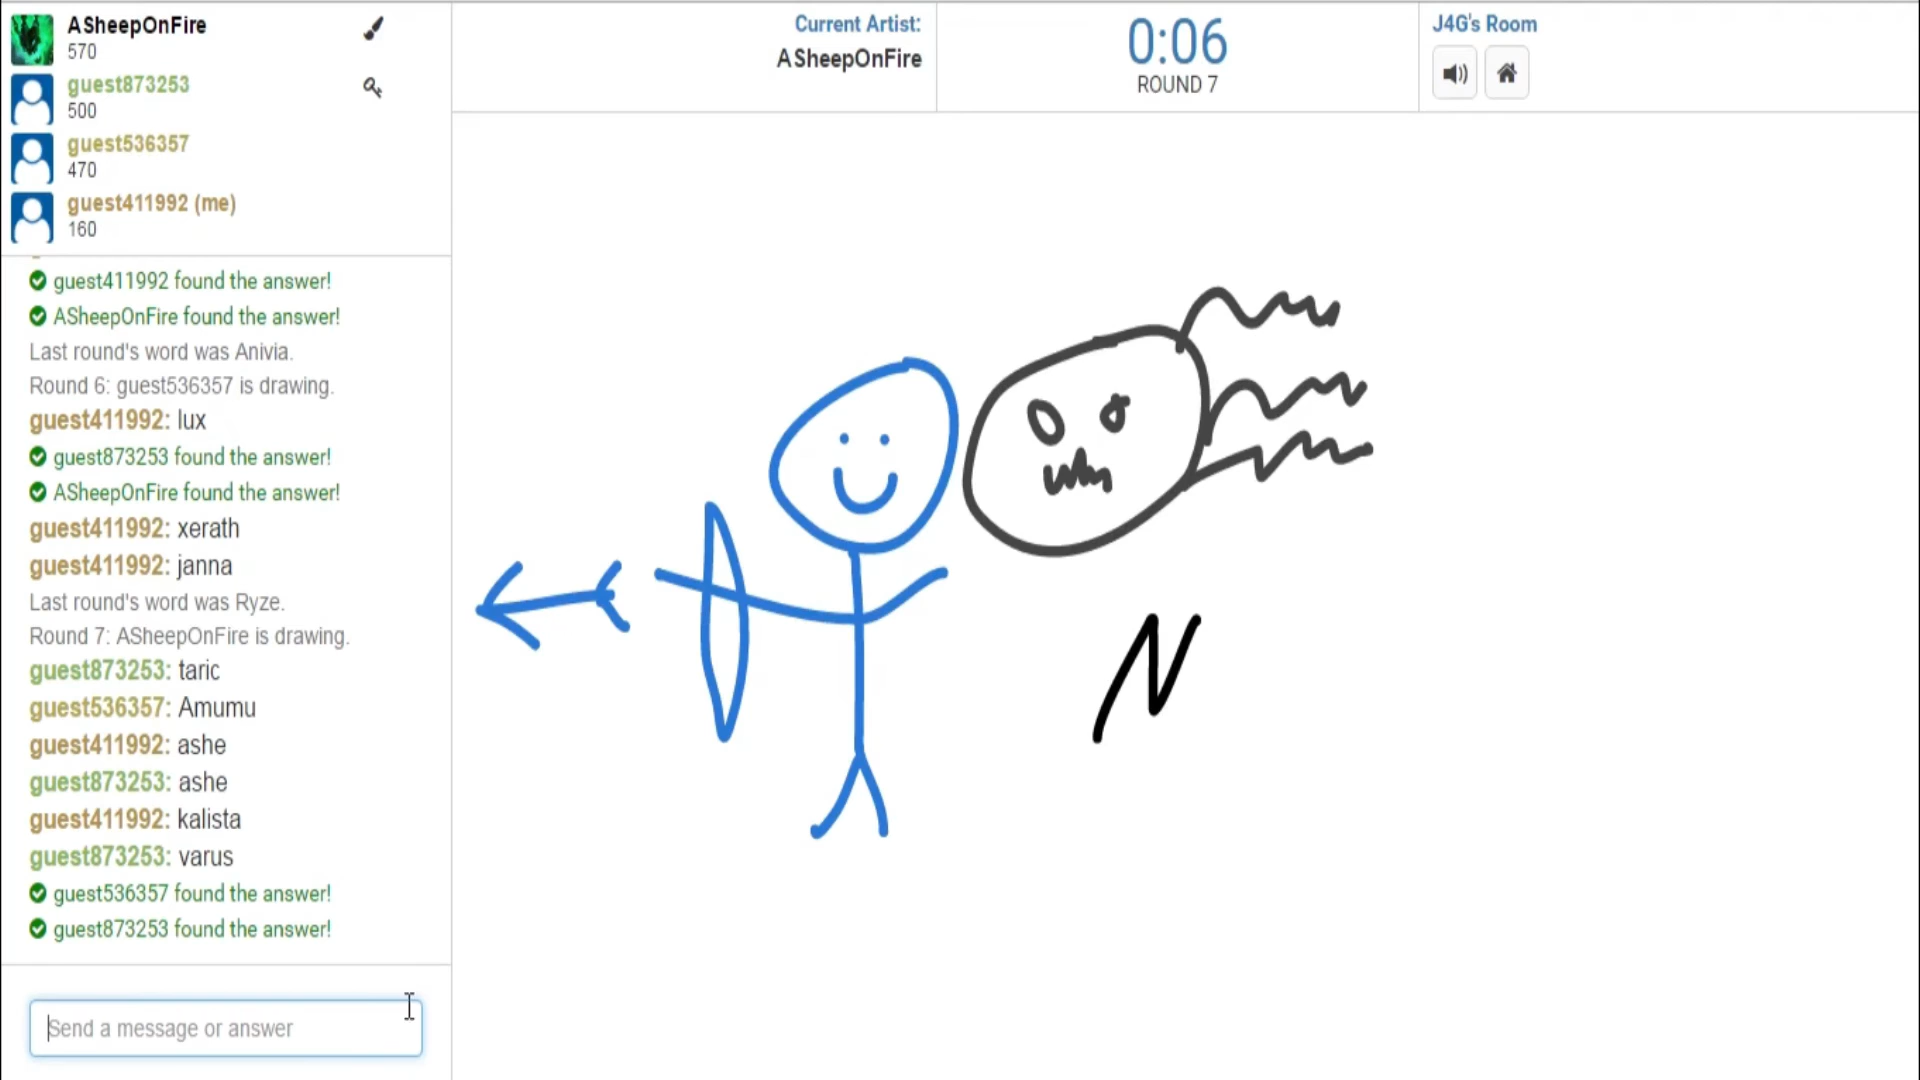 ASheepOnFire
570
guest873253
500
guest536357
470
guest411992 (me)
160
guest411992 found the answer!
ASheepOnFire found the answer!
Last round's word was Anivia.
Round 6: guest536357 is drawing.
guest411992: lux
guest873253 found the answer!
ASheepOnFire found the answer!
guest411992: xerath
guest411992: janna
Last round's word was Ryze.
Round 7: ASheepOnFire is drawing.
guest873253: taric
guest536357: Amumu
guest411992: ashe
guest873253: ashe
guest411992: kalista
guest873253: varus
guest536357 found the answer!
guest873253 found the answer!
Send a message or answer
Current Artist:
ASheepOnFire
0:06
ROUND 7
J4G's Room
N